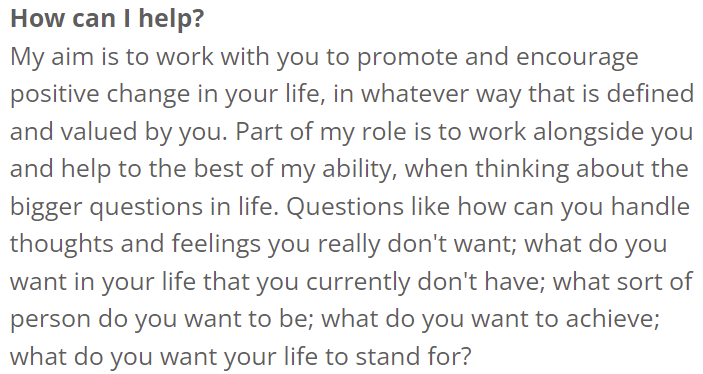 How can I help?
My aim is to work with you to promote and encourage
positive change in your life, in whatever way that is defined
and valued by you. Part of my role is to work alongside you
and help to the best of my ability, when thinking about the
bigger questions in life. Questions like how can you handle
thoughts and feelings you really don't want; what do you
want in your life that you currently don't have; what sort of
person do you want to be; what do you want to achieve;
what do you want your life to stand for?